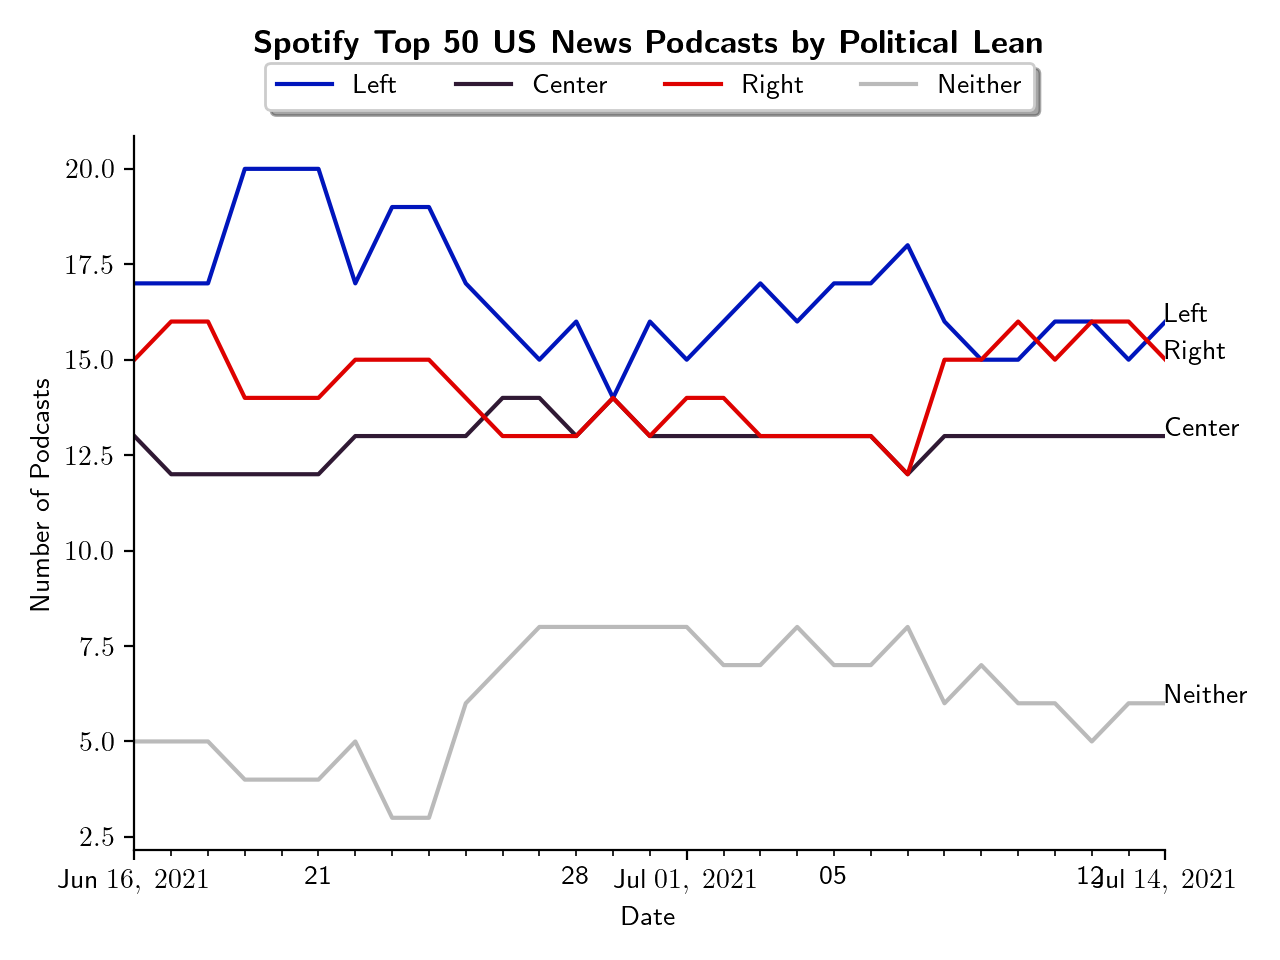 Spotify Top 50 US News Podcasts by Political Lean
Left Center Right Neither
20.0
17.5
15.0
12.5
10.0
7.5
5.0
2.5
Number of Podcasts
Left
Right
Center
Neither
Jun 16, 2021 21 28 Jul 01, 2021 05 12 Jul 14, 2021
Date